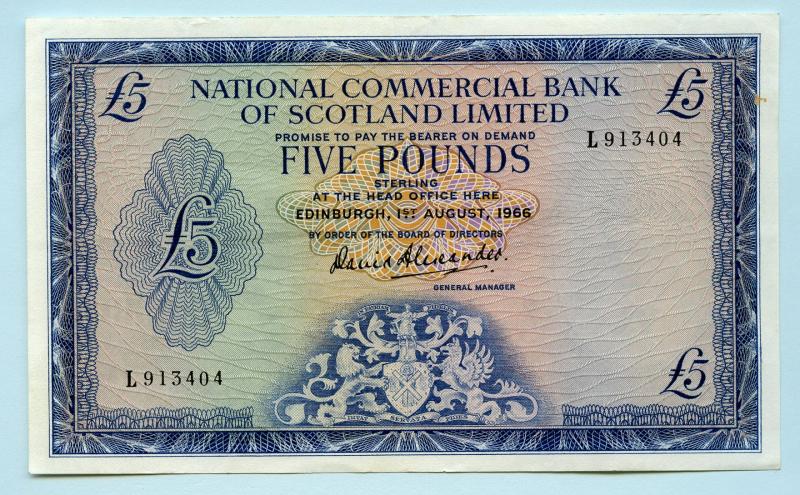 £5
£5
NATIONAL COMMERCIAL BANK
OF SCOTLAND LIMITED
PROMISE TO PAY THE BEARER ON DEMAND
L 913404
FIVE POUNDS
STERLING
AT THE HEAD OFFICE HERE
EDINBURGH, 1ST AUGUST, 1966
BY ORDER OF THE BOARD OF DIRECTORS
£5
David Alexander.
GENERAL MANAGER
L 913404
£5